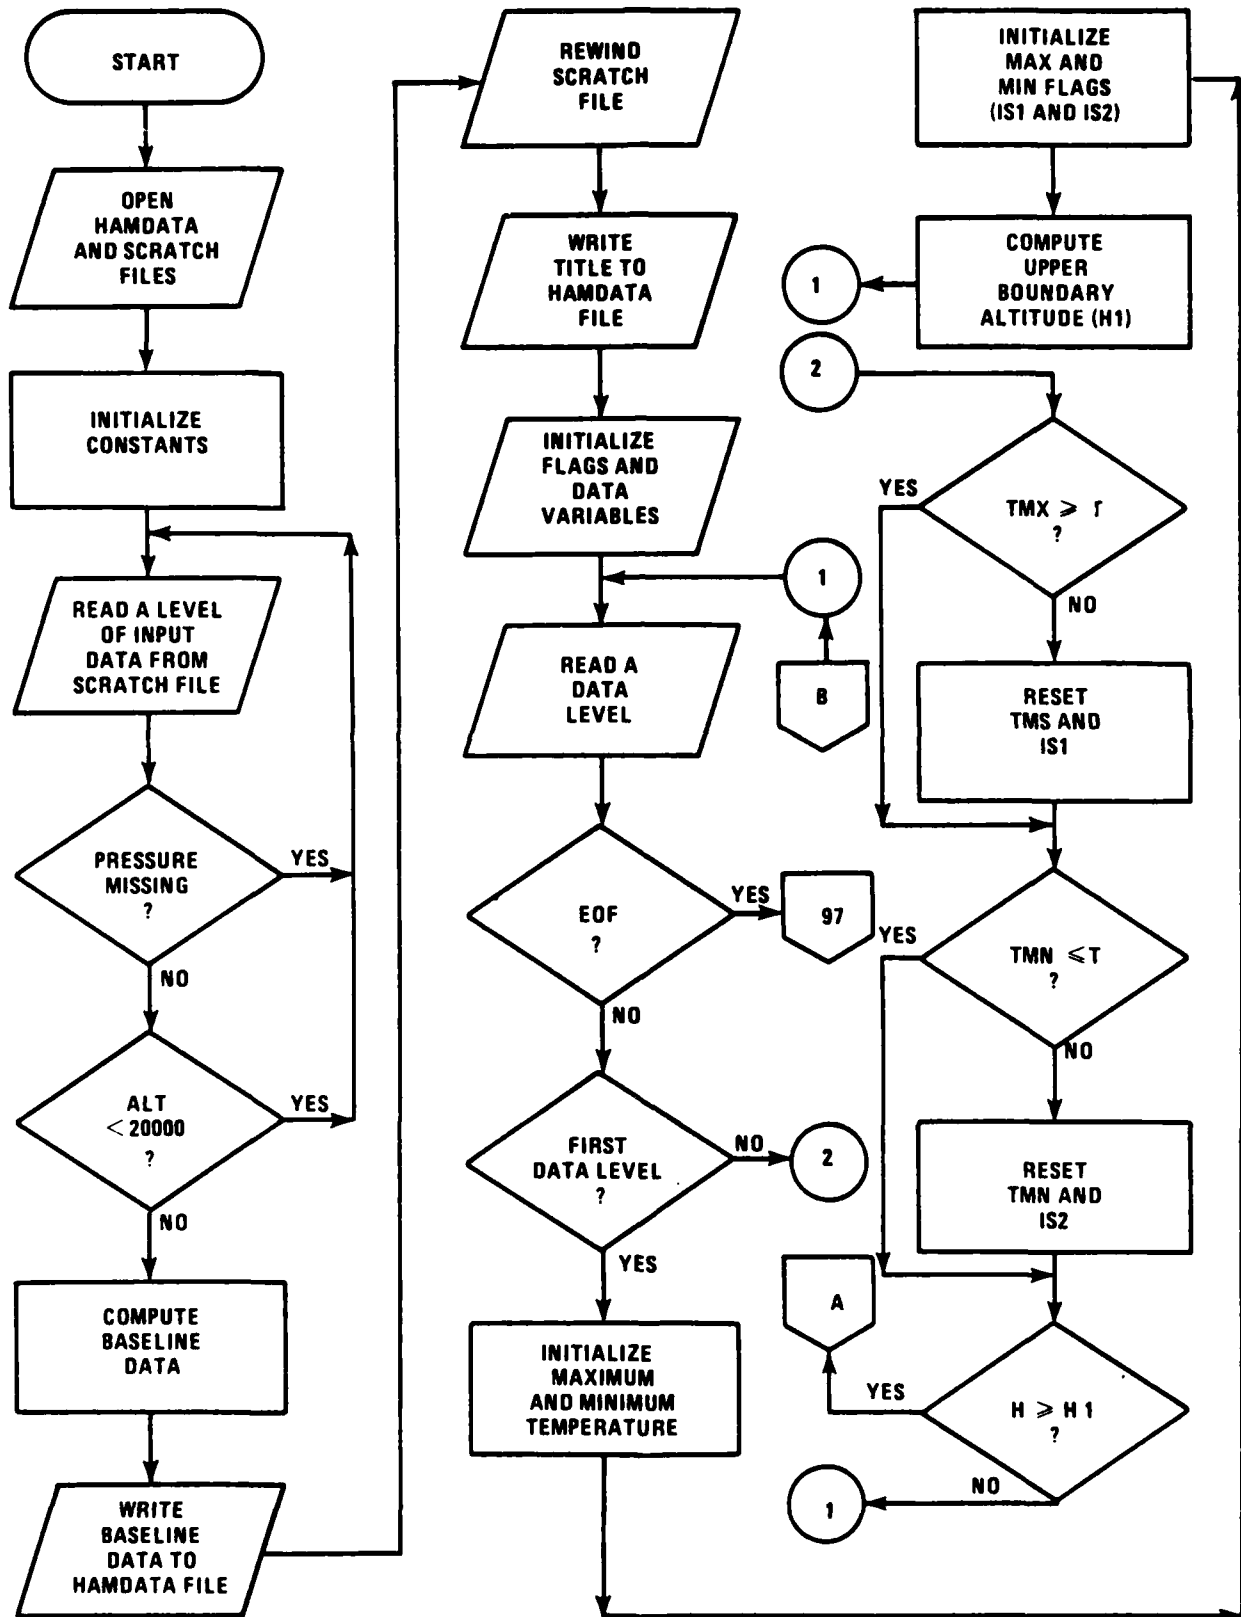 START
OPEN
HAMDATA
AND SCRATCH
FILES
INITIALIZE
CONSTANTS
READ A LEVEL
OF INPUT
DATA FROM
SCRATCH FILE
PRESSURE
MISSING
?
YES
NO
ALT
< 20000
?
YES
NO
COMPUTE
BASELINE
DATA
WRITE
BASELINE
DATA TO
HAMDATA FILE
REWIND
SCRATCH
FILE
WRITE
TITLE TO
HAMDATA
FILE
INITIALIZE
FLAGS AND
DATA
VARIABLES
1
B
READ A
DATA
LEVEL
EOF
?
YES
97
NO
FIRST
DATA LEVEL
?
NO
2
YES
INITIALIZE
MAXIMUM
AND MINIMUM
TEMPERATURE
INITIALIZE
MAX AND
MIN FLAGS
(IS1 AND IS2)
COMPUTE
UPPER
BOUNDARY
ALTITUDE (H1)
1
2
YES
TMX ⩾ T
?
NO
RESET
TMS AND
IS1
YES
TMN ⩽ T
?
NO
RESET
TMN AND
IS2
A
YES
H ⩾ H1
?
NO
1